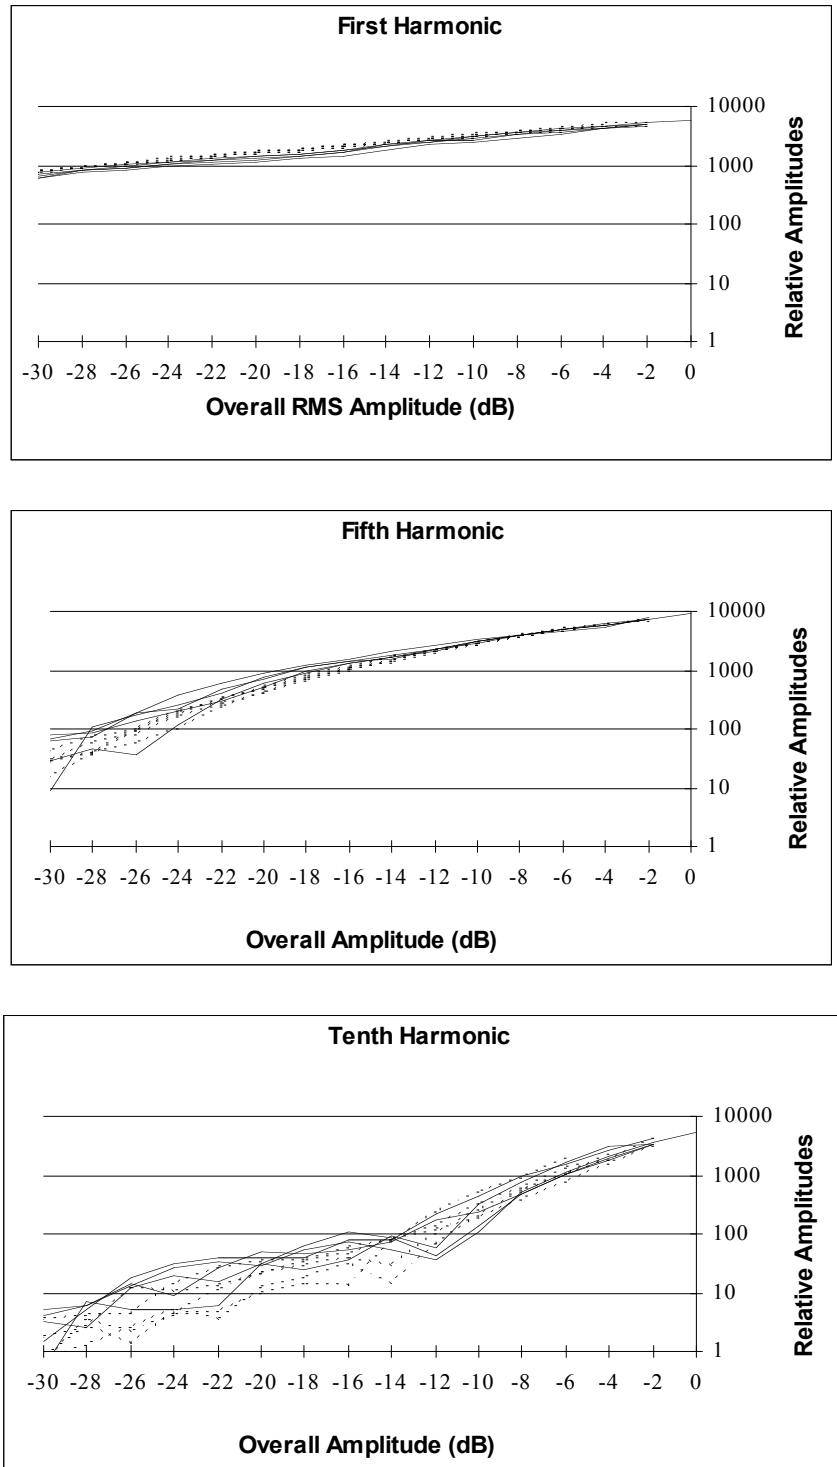 First Harmonic
10000
1000
100
10
1
Relative Amplitudes
-30 -28 -26 -24 -22 -20 -18 -16 -14 -12 -10 -8 -6 -4 -2 0
Overall RMS Amplitude (dB)
Fifth Harmonic
10000
1000
100
10
1
Relative Amplitudes
-30 -28 -26 -24 -22 -20 -18 -16 -14 -12 -10 -8 -6 -4 -2 0
Overall Amplitude (dB)
Tenth Harmonic
10000
1000
100
10
1
Relative Amplitudes
-30 -28 -26 -24 -22 -20 -18 -16 -14 -12 -10 -8 -6 -4 -2 0
Overall Amplitude (dB)